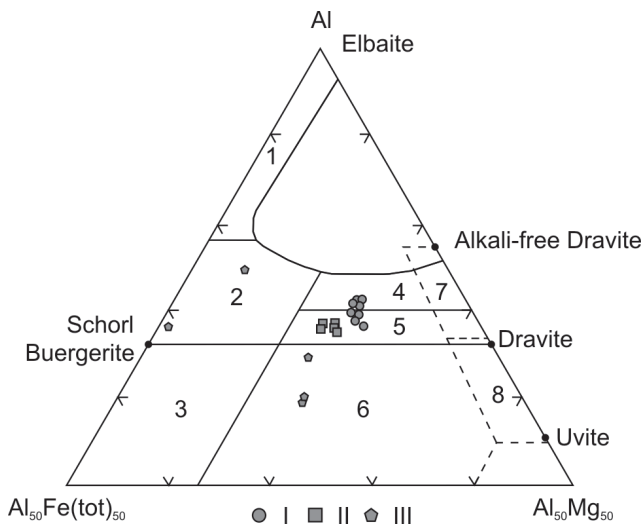 Al
Elbaite
1
Alkali-free Dravite
2
4
7
5
Schorl
Buergerite
Dravite
3
6
8
Uvite
Al₅₀Fe(tot)₅₀
Al₅₀Mg₅₀
I
II
III